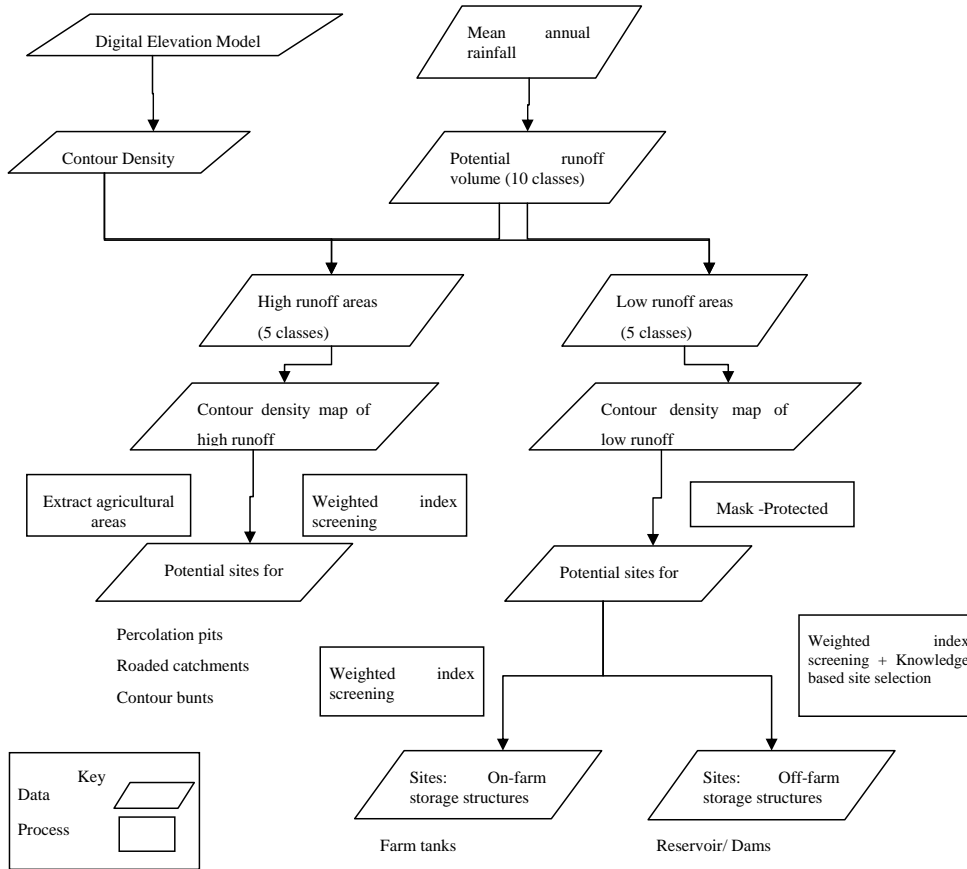 Digital Elevation Model
Mean annual
rainfall
Contour Density
Potential runoff
volume (10 classes)
High runoff areas
(5 classes)
Low runoff areas
(5 classes)
Contour density map of
high runoff
Contour density map of
low runoff
Extract agricultural
areas
Weighted index
screening
Mask -Protected
Potential sites for
Potential sites for
Percolation pits
Roaded catchments
Contour bunts
Weighted index
screening
Weighted index
screening + Knowledge
based site selection
Key
Data
Process
Sites: On-farm
storage structures
Sites: Off-farm
storage structures
Farm tanks
Reservoir/ Dams